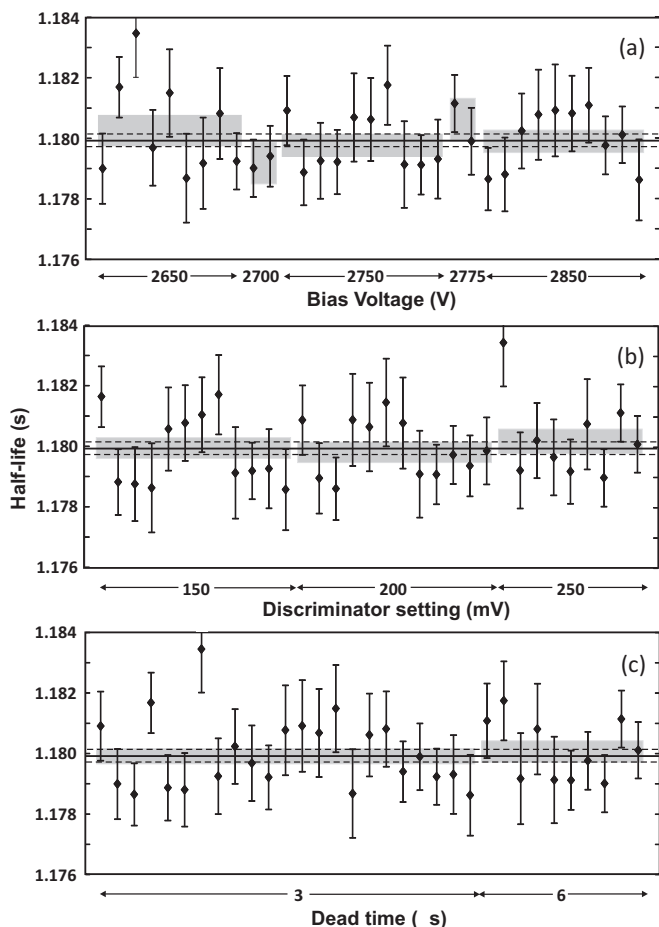 1.184
(a)
1.182
1.180
1.178
1.176
2650 2700 2750 2775 2850
Bias Voltage (V)
1.184
(b)
1.182
1.180
1.178
1.176
150 200 250
Discriminator setting (mV)
Half-life (s)
1.184
(c)
1.182
1.180
1.178
1.176
3 6
Dead time ( s)